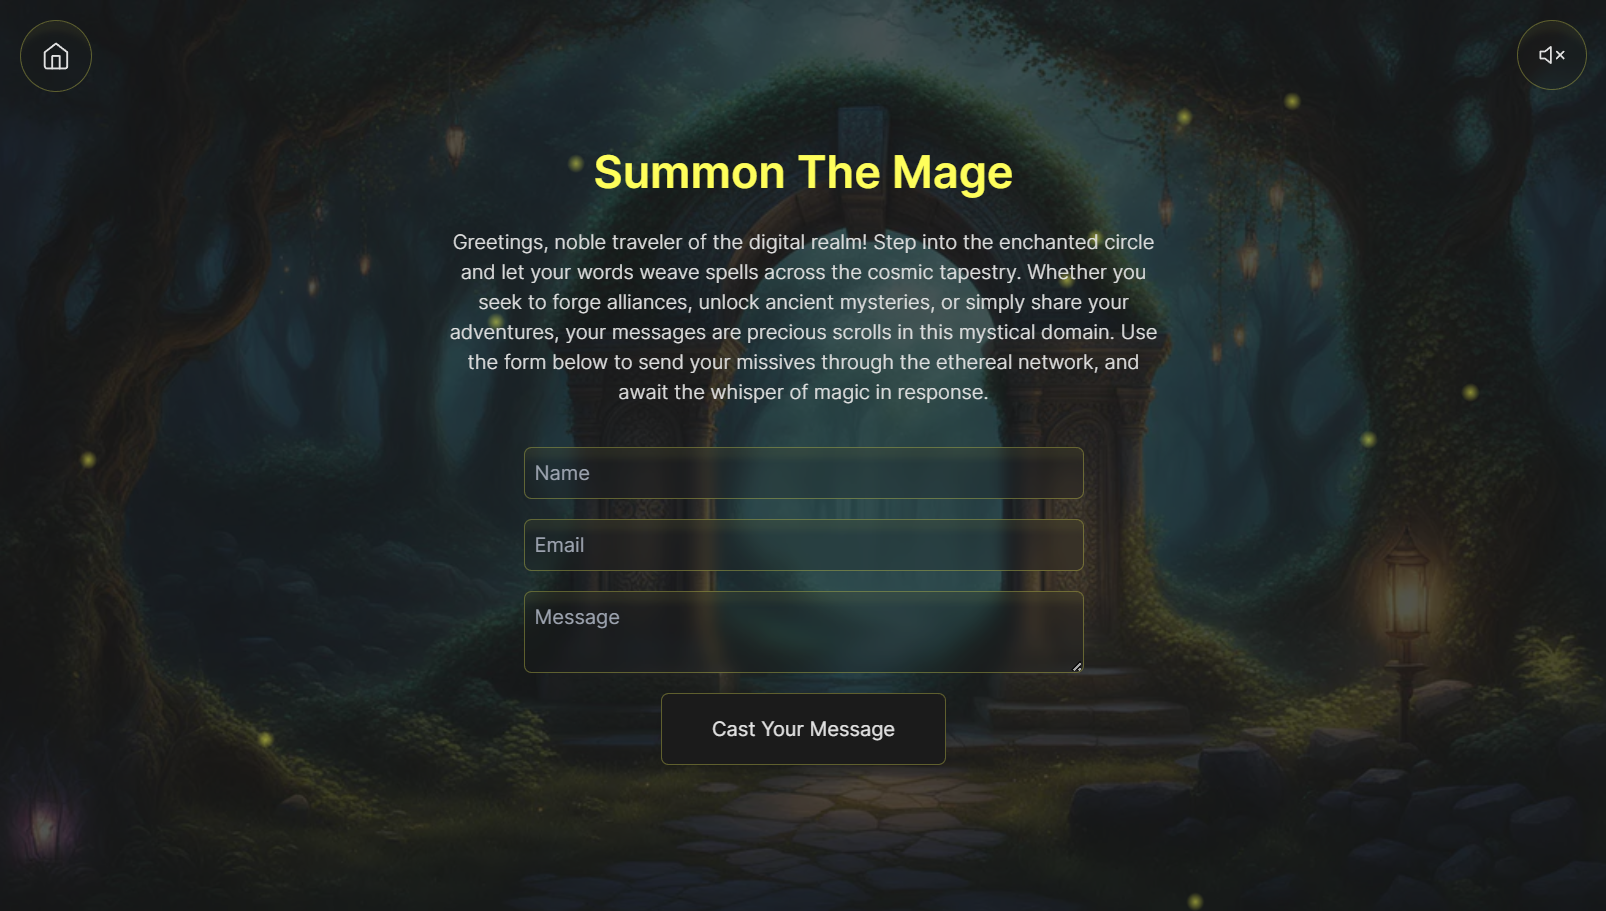 Summon The Mage
Greetings, noble traveler of the digital realm! Step into the enchanted circle
and let your words weave spells across the cosmic tapestry. Whether you
seek to forge alliances, unlock ancient mysteries, or simply share your
adventures, your messages are precious scrolls in this mystical domain. Use
the form below to send your missives through the ethereal network, and
await the whisper of magic in response.
Name
Email
Message
Cast Your Message